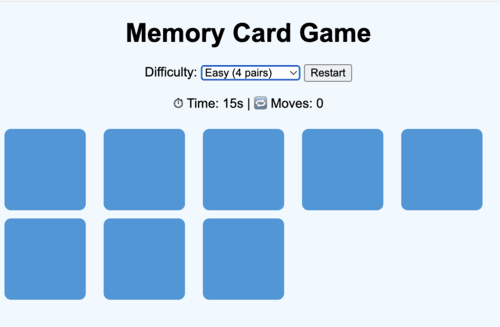 Memory Card Game
Difficulty: Easy (4 pairs) Restart
⏱ Time: 15s | 🔁 Moves: 0